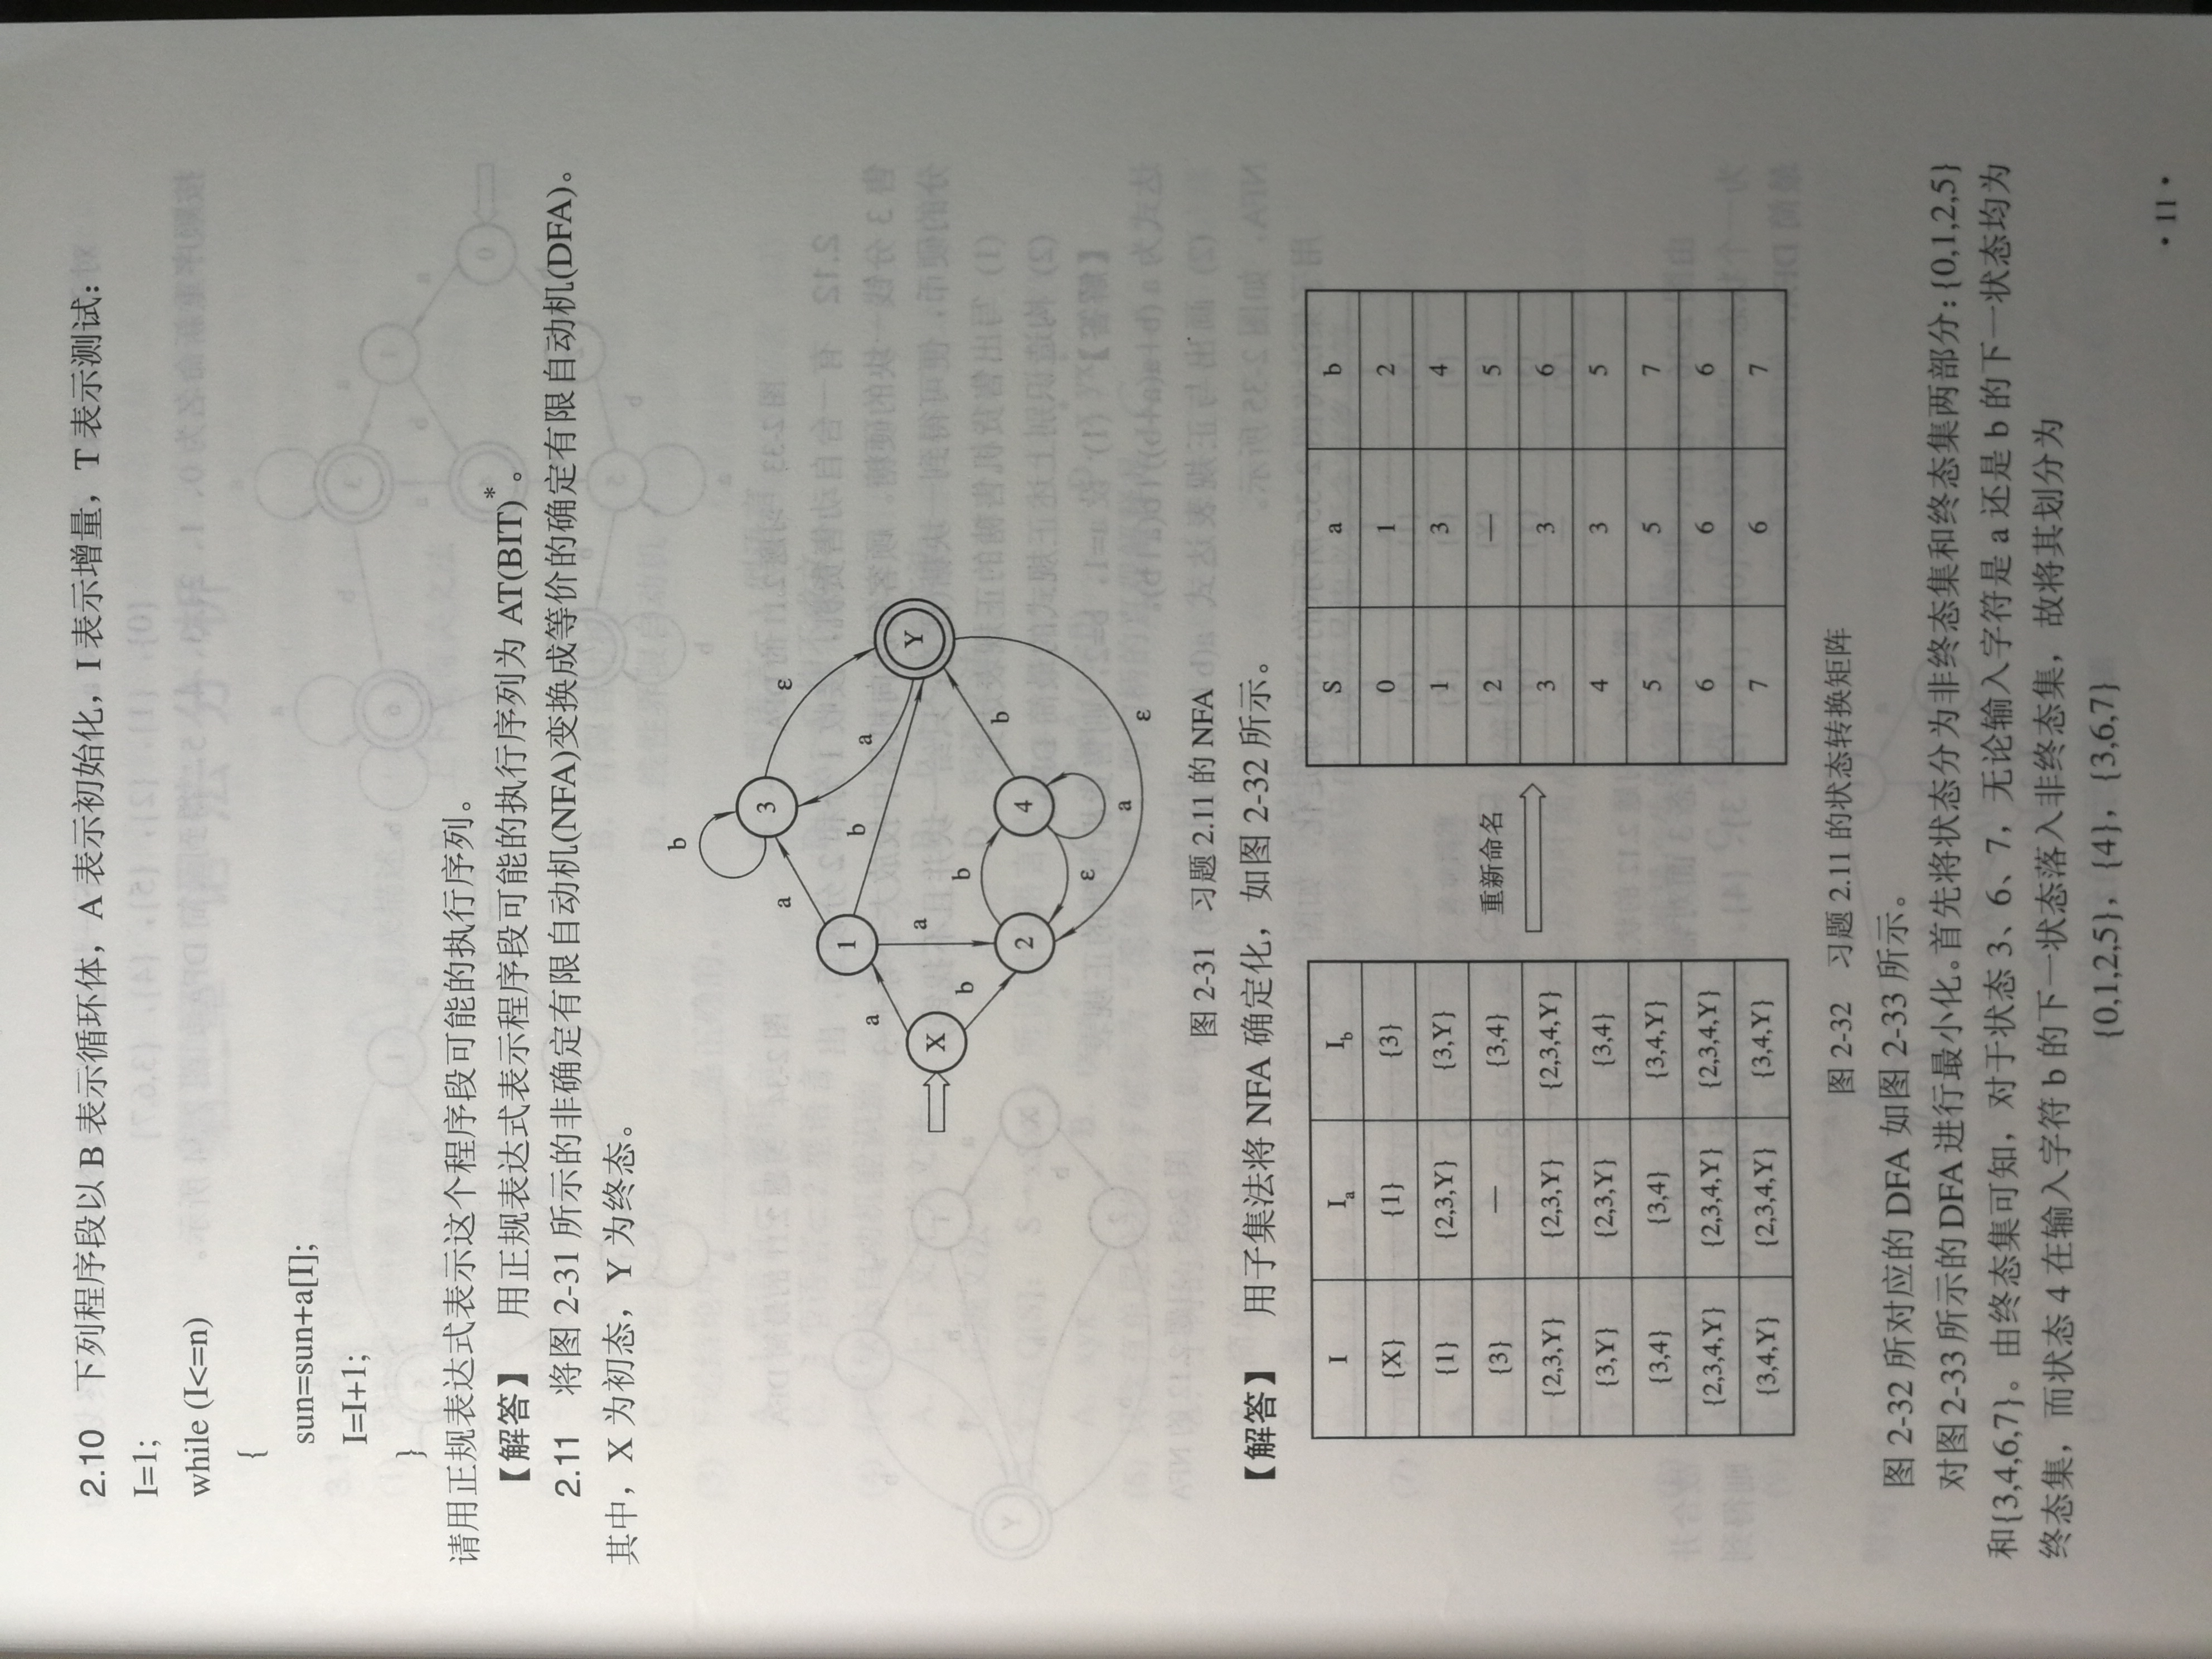 2.10 下列程序段以 B 表示循环体，A 表示初始化，I 表示增量，T 表示测试：
I=1;
while (I<=n)
{
sun=sun+a[I];
I=I+1;
}
请用正规表达式表示这个程序段可能的执行序列。
【解答】 用正规表达式表示程序段可能的执行序列为 AT(BIT)*。
2.11 将图 2-31 所示的非确定有限自动机(NFA)变换成等价的确定有限自动机(DFA)。
其中，X 为初态，Y 为终态。
b
3
ε
a
a
a
1
b
Y
X
a
b
b
b
2
4
ε
a
ε
图 2-31 习题 2.11 的 NFA
【解答】 用子集法将 NFA 确定化，如图 2-32 所示。
I Ia Ib
{X} {1} {3}
{1} {2,3,Y} {3,Y}
{3} — {3,4}
{2,3,Y} {2,3,Y} {2,3,4,Y}
{3,Y} {2,3,Y} {3,4}
{3,4} {3,4} {3,4,Y}
{2,3,4,Y} {2,3,4,Y} {2,3,4,Y}
{3,4,Y} {2,3,4,Y} {3,4,Y}
重新命名
S a b
0 1 2
1 3 4
2 — 5
3 3 6
4 3 5
5 5 7
6 6 6
7 6 7
图 2-32 习题 2.11 的状态转换矩阵
图 2-32 所对应的 DFA 如图 2-33 所示。
对图 2-33 所示的 DFA 进行最小化。首先将状态分为非终态集和终态集两部分：{0,1,2,5}
和{3,4,6,7}。由终态集可知，对于状态 3、6、7，无论输入字符是 a 还是 b 的下一状态均为
终态集，而状态 4 在输入字符 b 的下一状态落入非终态集，故将其划分为
{0,1,2,5}，{4}，{3,6,7}
• 11 •